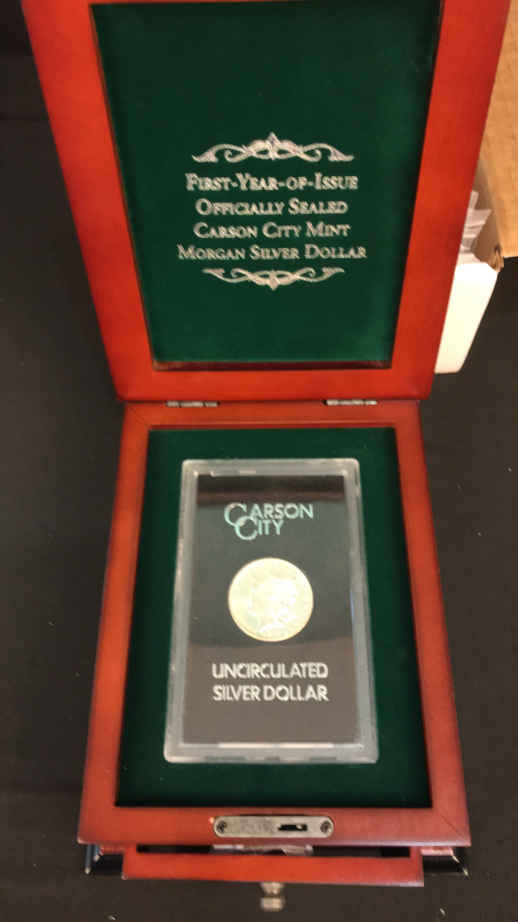 First-Year-of-Issue
Officially Sealed
Carson City Mint
Morgan Silver Dollar
CARSON
CITY
UNCIRCULATED
SILVER DOLLAR